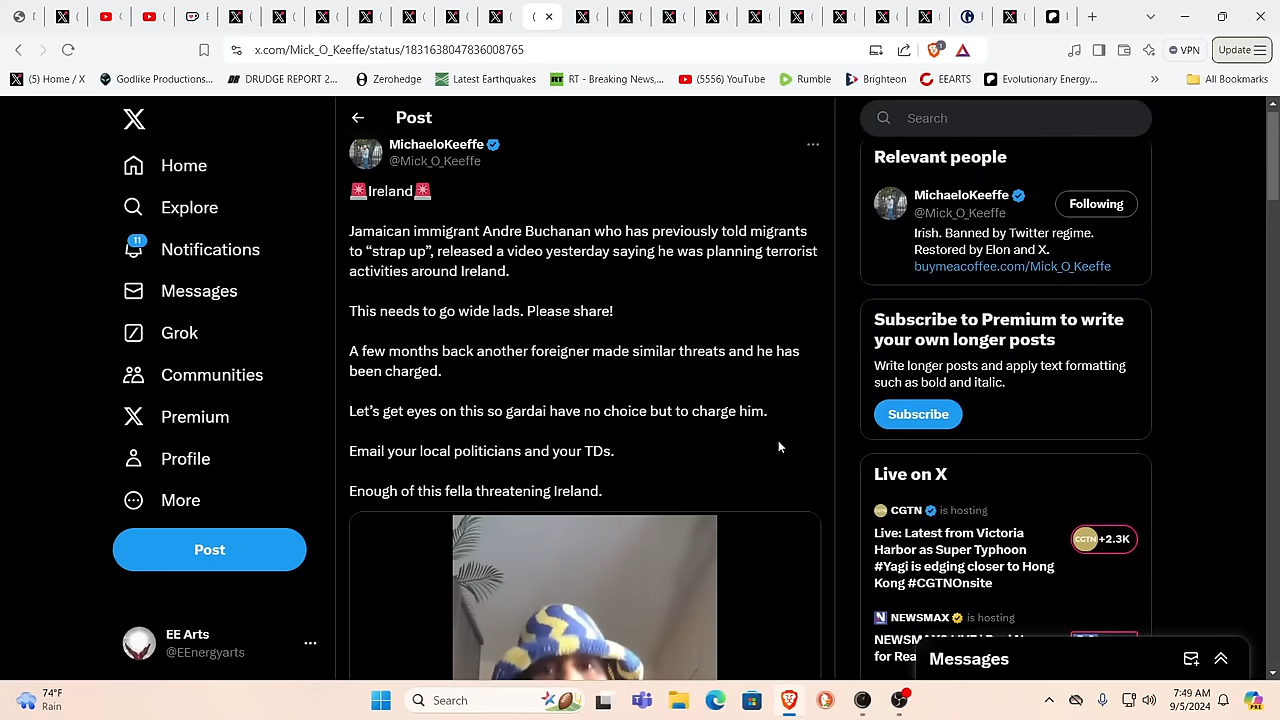 x.com/Mick_O_Keeffe/status/1831638047836008765
VPN
Update
(5) Home / X
Godlike Productions...
DRUDGE REPORT 2...
Zerohedge
Latest Earthquakes
RT - Breaking News,...
(5556) YouTube
Rumble
Brighteon
EEARTS
Evolutionary Energy...
All Bookmarks
Home
Explore
11
Notifications
Messages
Grok
Communities
Premium
Profile
More
Post
EE Arts
@EEnergyarts
Post
MichaeloKeeffe
@Mick_O_Keeffe
🚨Ireland🚨
Jamaican immigrant Andre Buchanan who has previously told migrants
to “strap up”, released a video yesterday saying he was planning terrorist
activities around Ireland.
This needs to go wide lads. Please share!
A few months back another foreigner made similar threats and he has
been charged.
Let’s get eyes on this so gardai have no choice but to charge him.
Email your local politicians and your TDs.
Enough of this fella threatening Ireland.
Search
Relevant people
MichaeloKeeffe
@Mick_O_Keeffe
Following
Irish. Banned by Twitter regime.
Restored by Elon and X.
buymeacoffee.com/Mick_O_Keeffe
Subscribe to Premium to write
your own longer posts
Write longer posts and apply text formatting
such as bold and italic.
Subscribe
Live on X
CGTN is hosting
Live: Latest from Victoria
Harbor as Super Typhoon
#Yagi is edging closer to Hong
Kong #CGTNOnsite
CGTN
+2.3K
NEWSMAX is hosting
for Rea
Messages
74°F
Rain
Search
7:49 AM
9/5/2024